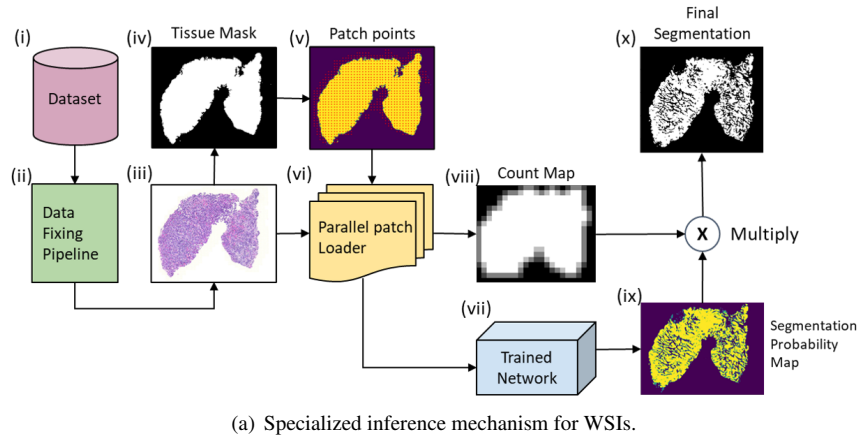 (i)
Dataset
(ii)
Data
Fixing
Pipeline
(iii)
(iv)
Tissue Mask
(v)
Patch points
(vi)
Parallel patch
Loader
(vii)
Trained
Network
(viii)
Count Map
(ix)
Segmentation
Probability
Map
X
Multiply
(x)
Final
Segmentation
(a) Specialized inference mechanism for WSIs.